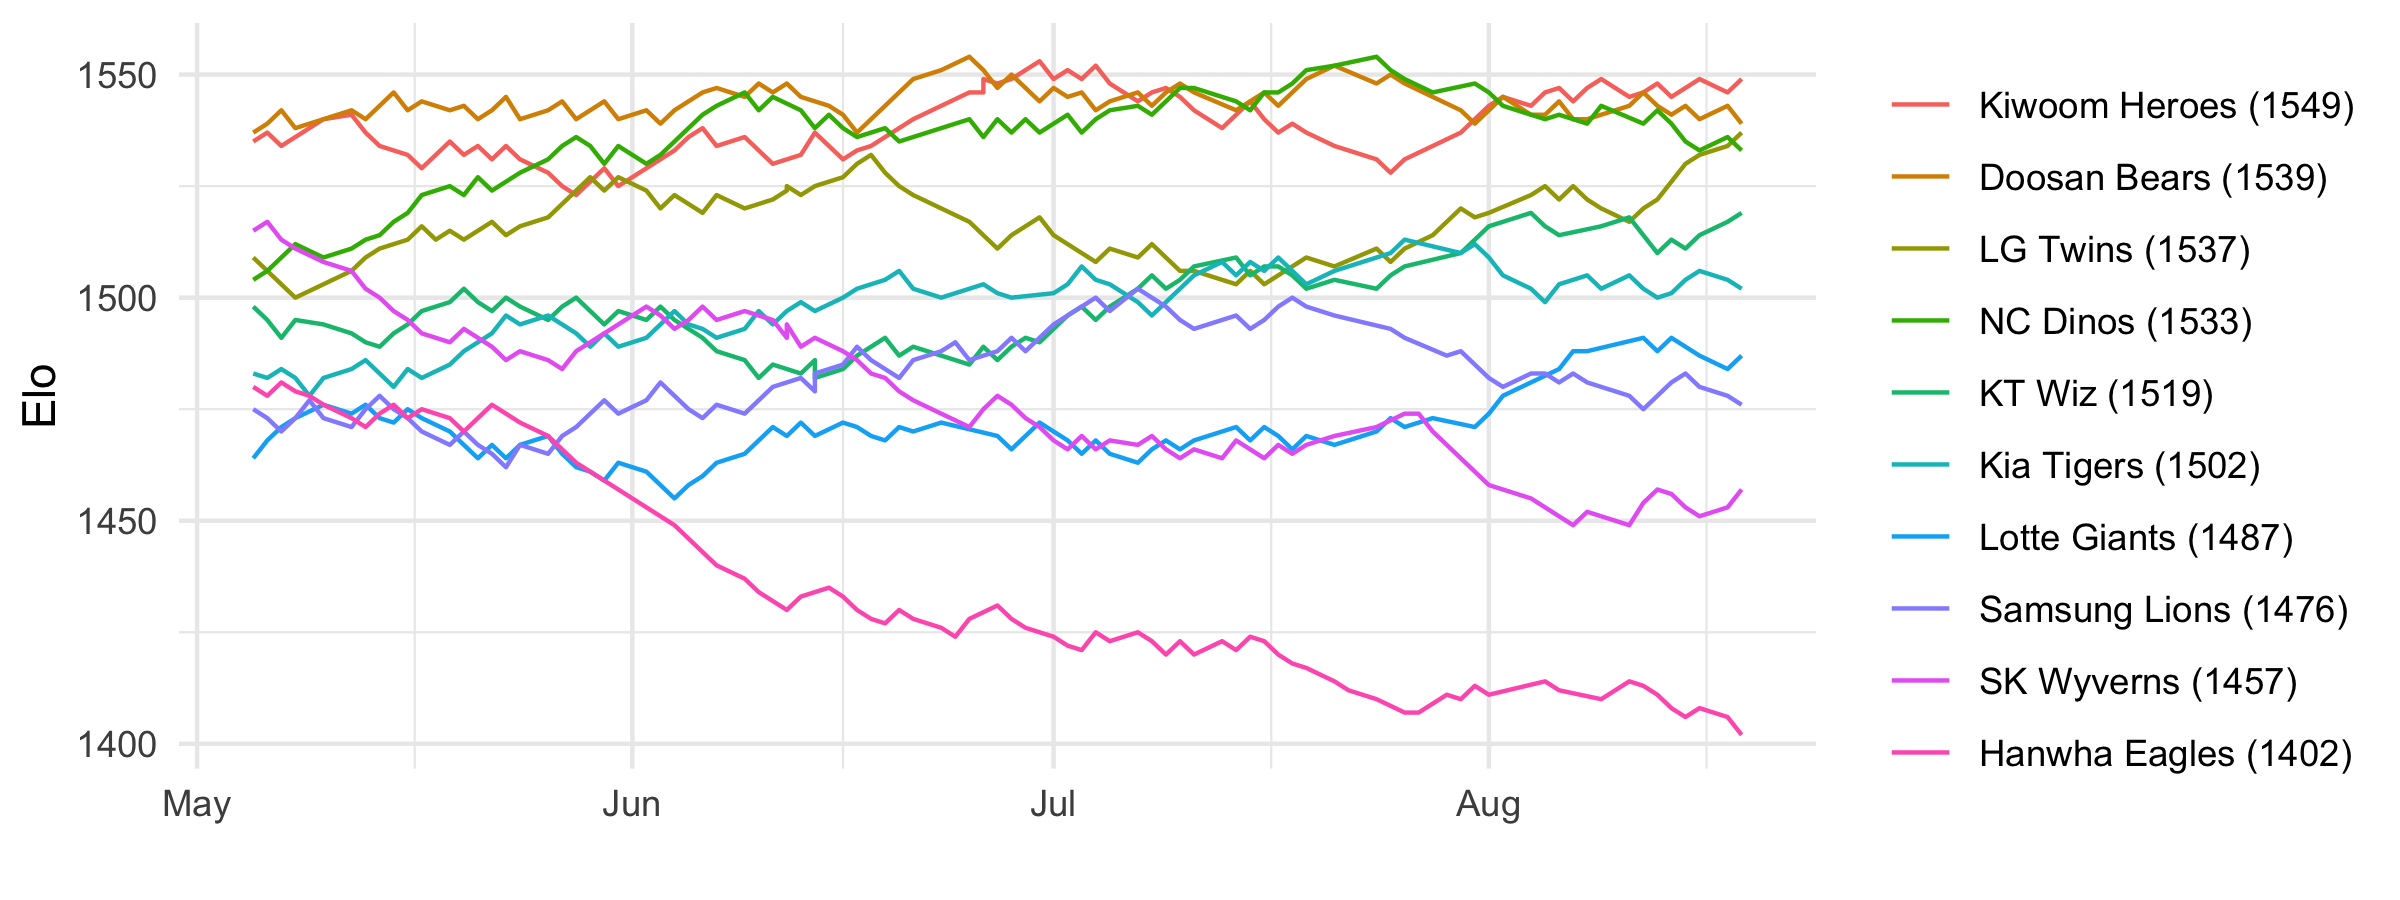 Elo
1550
1500
1450
1400
May Jun Jul Aug
Kiwoom Heroes (1549)
Doosan Bears (1539)
LG Twins (1537)
NC Dinos (1533)
KT Wiz (1519)
Kia Tigers (1502)
Lotte Giants (1487)
Samsung Lions (1476)
SK Wyverns (1457)
Hanwha Eagles (1402)